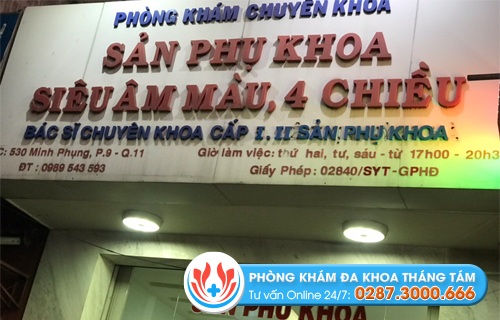 PHÒNG KHÁM CHUYÊN KHOA
SẢN PHỤ KHOA
SIÊU ÂM MÀU, 4 CHIỀU
BÁC SĨ CHUYÊN KHOA CẤP I, II SẢN PHỤ KHOA
C: 530 Minh Phụng, P.9 - Q.11
Giờ làm việc: thứ hai, tư, sáu - từ 17h00 - 20h3
ĐT : 0989 543 593
Giấy Phép : 02840/SYT-GPHĐ
PHÒNG KHÁM ĐA KHOA THÁNG TÁM
Tư vấn Online 24/7: 0287.3000.666
SẢN PHỤ KHOA